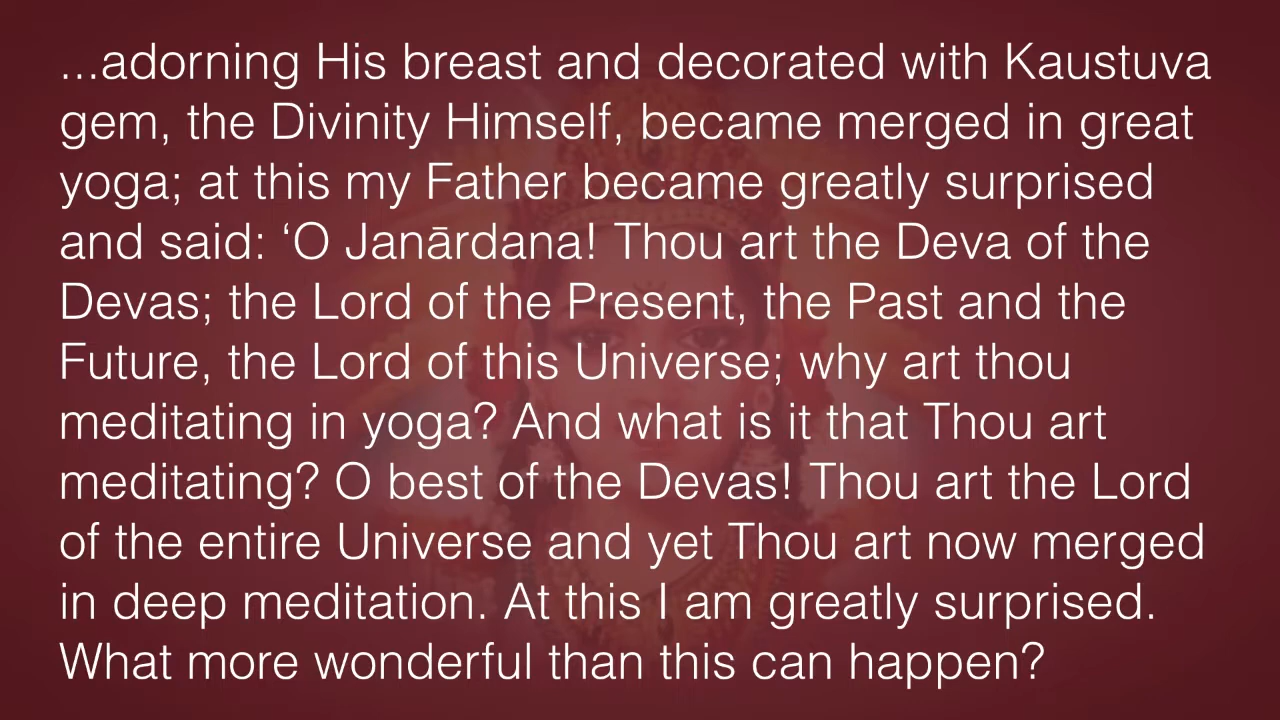 ...adorning His breast and decorated with Kaustuva
gem, the Divinity Himself, became merged in great
yoga; at this my Father became greatly surprised
and said: ‘O Janārdana! Thou art the Deva of the
Devas; the Lord of the Present, the Past and the
Future, the Lord of this Universe; why art thou
meditating in yoga? And what is it that Thou art
meditating? O best of the Devas! Thou art the Lord
of the entire Universe and yet Thou art now merged
in deep meditation. At this I am greatly surprised.
What more wonderful than this can happen?